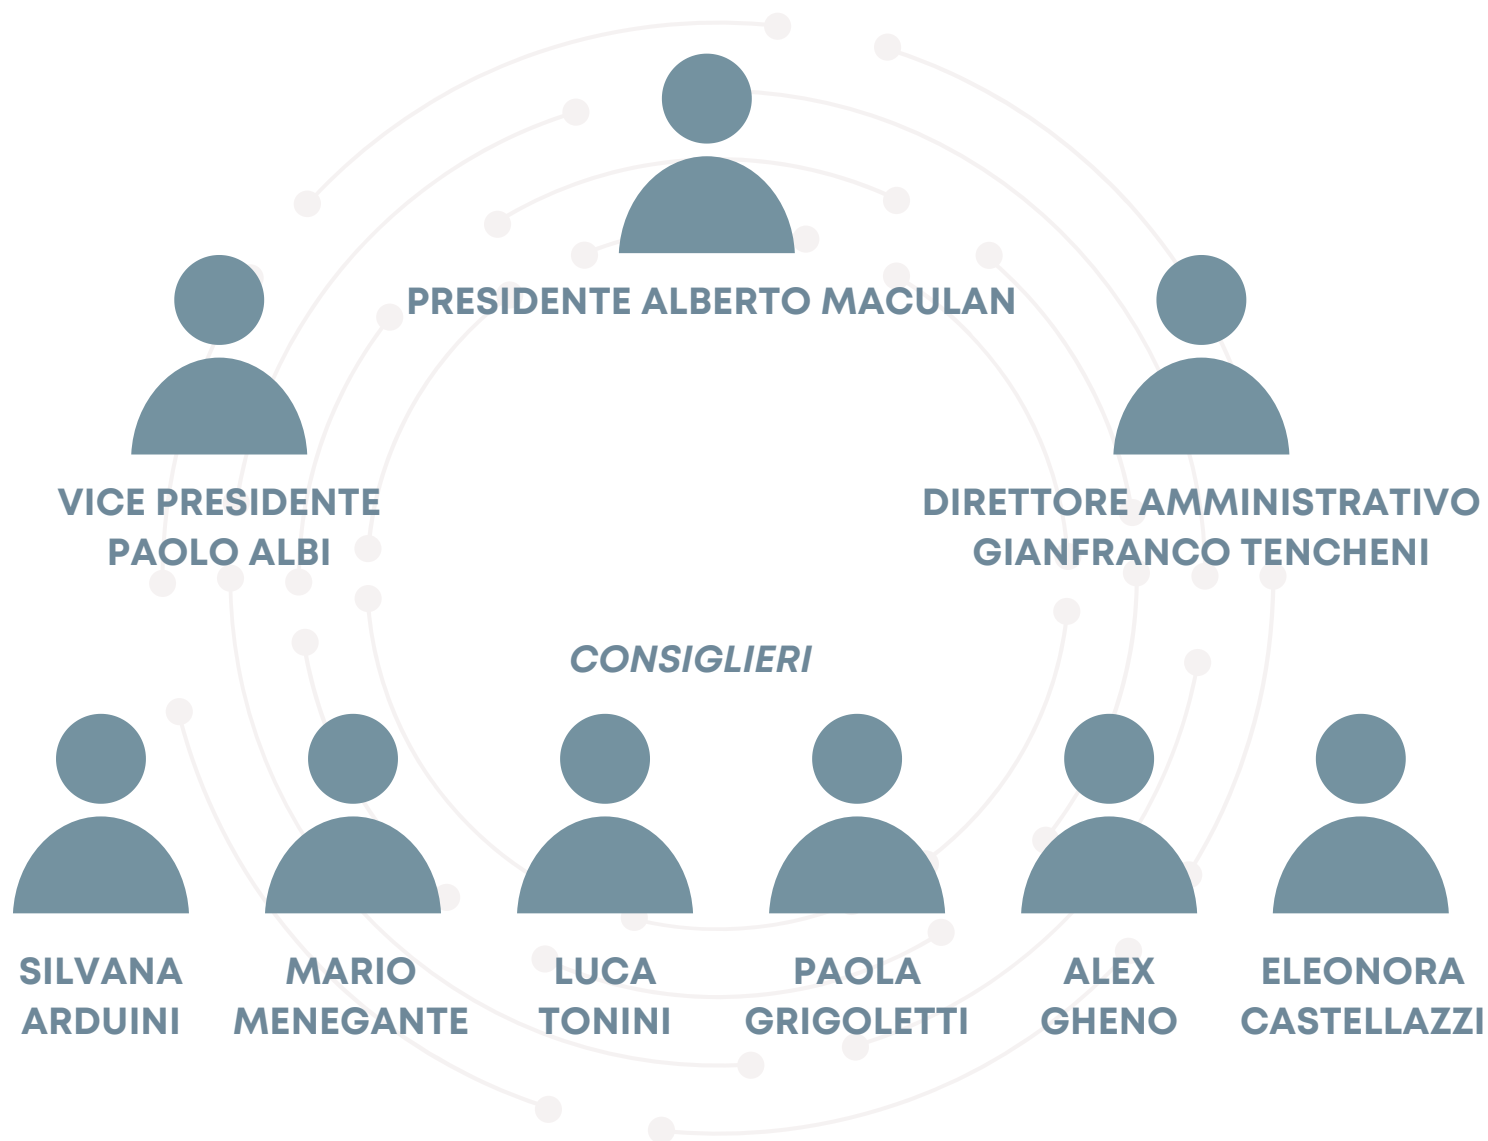 PRESIDENTE ALBERTO MACULAN
VICE PRESIDENTE
PAOLO ALBI
DIRETTORE AMMINISTRATIVO
GIANFRANCO TENCHENI
CONSIGLIERI
SILVANA
ARDUINI
MARIO
MENEGANTE
LUCA
TONINI
PAOLA
GRIGOLETTI
ALEX
GHENO
ELEONORA
CASTELLAZZI